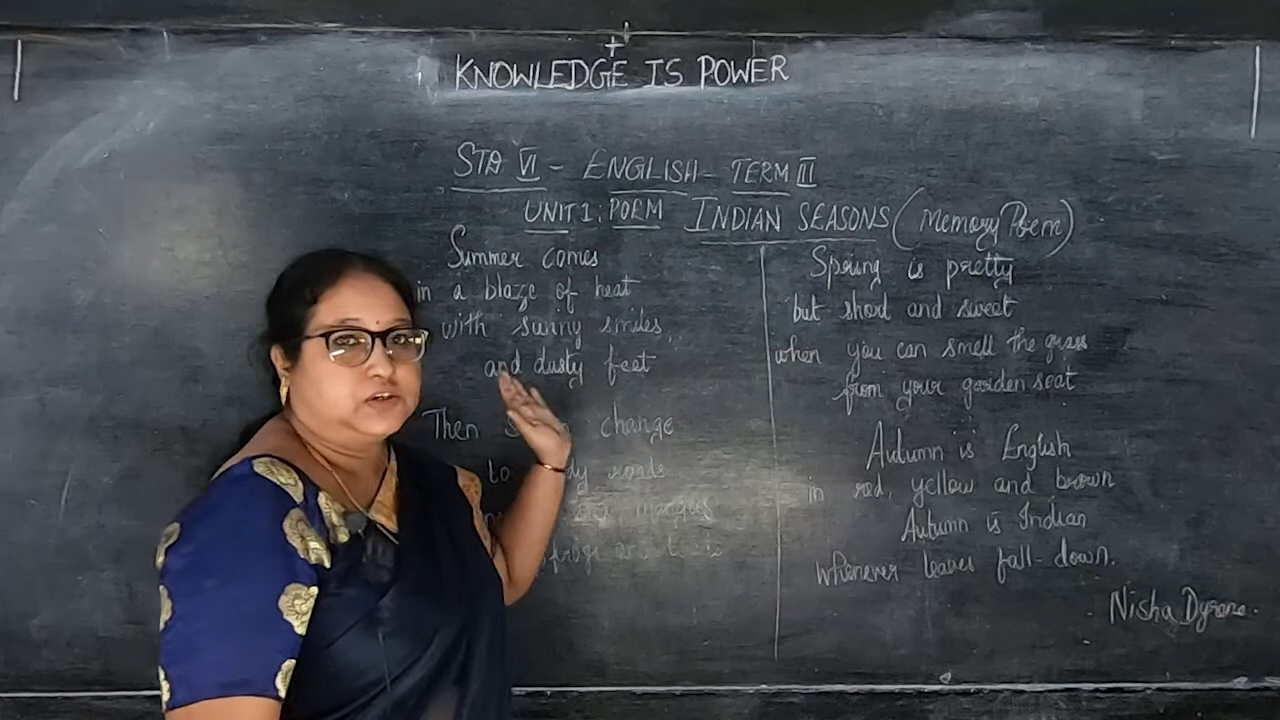 KNOWLEDGE IS POWER
STD VI - ENGLISH - TERM III
UNIT 1: POEM INDIAN SEASONS (Memory Poem)
Summer comes
in a blaze of heat
with sunny smiles,
and dusty feet
Then change
to roads
mangoes
Spring is pretty
but short and sweet
when you can smell the grass
from your garden seat
Autumn is English
in red, yellow and brown
Autumn is Indian
Whenever leaves fall-down.
Nisha